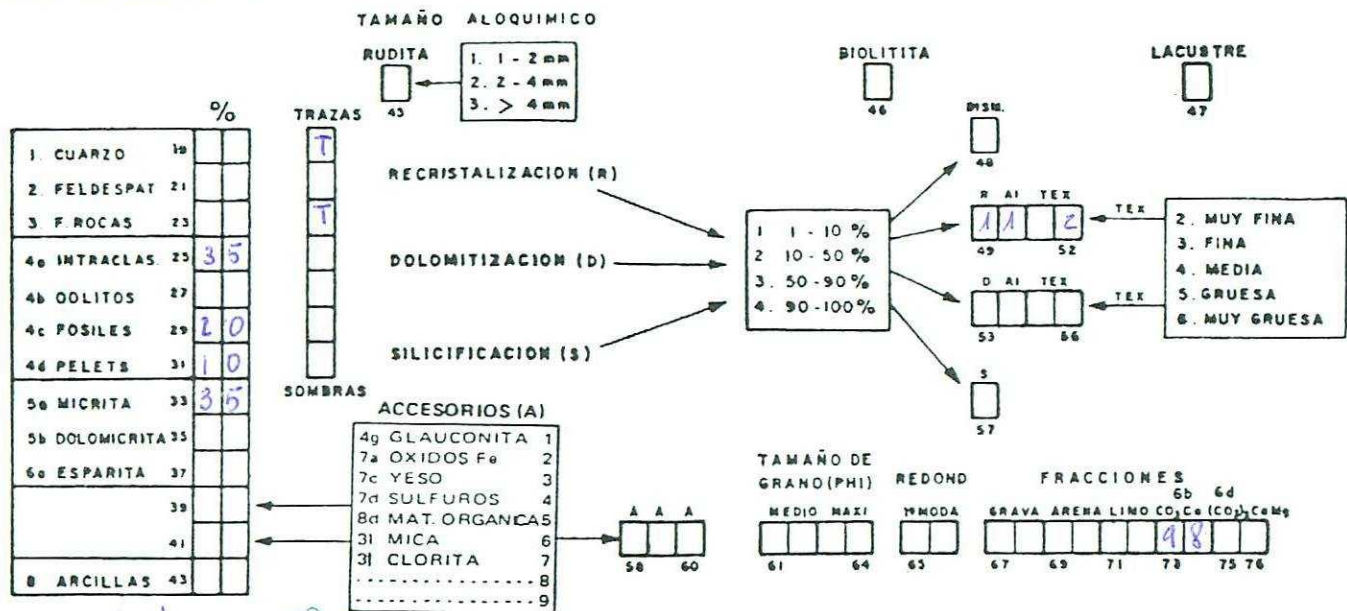 TAMAÑO ALOQUIMICO
RUDITA
43
1. 1 - 2 mm
2. 2 - 4 mm
3. > 4 mm
BIOLITITA
46
LACUSTRE
47
%
TRAZAS
1. CUARZO 19 T
2. FELDESPAT 21
3. F. ROCAS 23 T
4a INTRACLAS. 25 3 5
4b OOLITOS 27
4c FOSILES 29 2 0
4d PELETS 31 1 0
5a MICRITA 33 3 5
5b DOLOMICRITA 35
6a ESPARITA 37
39
41
8 ARCILLAS 43
SOMBRAS
RECRISTALIZACION (R)
DOLOMITIZACION (D)
SILICIFICACION (S)
1 1 - 10 %
2 10 - 50 %
3. 50 - 90 %
4. 90 - 100 %
DISM.
48
R A1 TEX
1 1 2
49 52
TEX
D A1 TEX
53 56
TEX
2. MUY FINA
3. FINA
4. MEDIA
5. GRUESA
6. MUY GRUESA
S
57
ACCESORIOS (A)
4g GLAUCONITA 1
7a OXIDOS Fe 2
7c YESO 3
7d SULFUROS 4
8d MAT. ORGANICA 5
3l MICA 6
3j CLORITA 7
8
9
A A A
58 60
TAMAÑO DE
GRANO (PHI)
MEDIO MAXI
61 64
REDOND
MODA
65
FRACCIONES
6b 6d
GRAVA ARENA LIMO CO3Ca (CO3)2CaMg
9 8
67 69 71 73 75 76